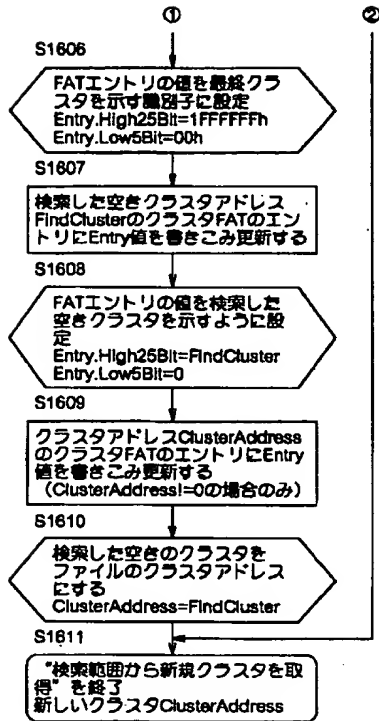 ① ②
S1606
FATエントリの値を最終クラ
スタを示す識別子に設定
Entry.High25Bit=1FFFFFFh
Entry.Low5Bit=00h
S1607
検索した空きクラスタアドレス
FindClusterのクラスタFATのエン
トリにEntry値を書きこみ更新する
S1608
FATエントリの値を検索した
空きクラスタを示すように設
定
Entry.High25Bit=FindCluster
Entry.Low5Bit=0
S1609
クラスタアドレスClusterAddress
のクラスタFATのエントリにEntry
値を書きこみ更新する
(ClusterAddress!=0の場合のみ)
S1610
検索した空きのクラスタを
ファイルのクラスタアドレス
にする
ClusterAddress=FindCluster
S1611
“検索範囲から新規クラスタを取
得”を終了
新しいクラスタClusterAddress